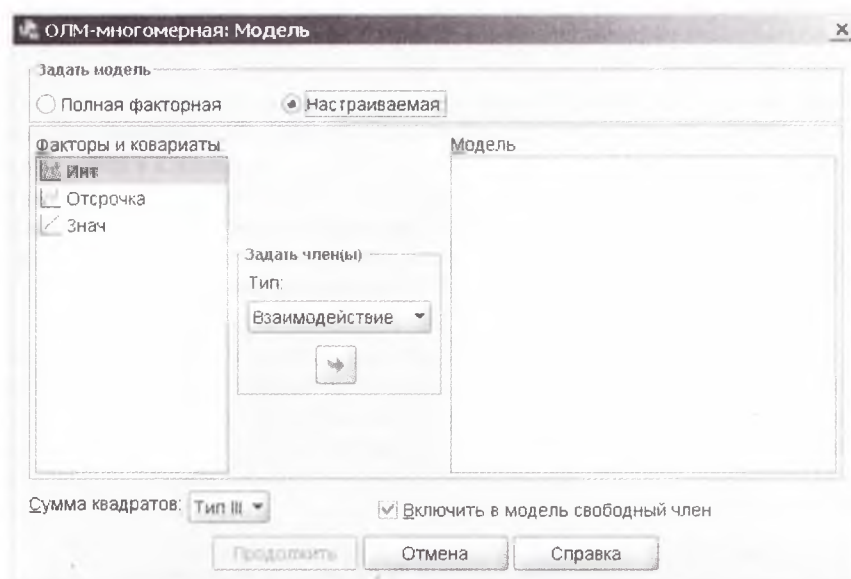 ОЛМ-многомерная: Модель
Задать модель
Полная факторная
Настраиваемая
Факторы и ковариаты
Модель
Инт
Отсрочка
Знач
Задать член(ы)
Тип:
Взаимодействие
Сумма квадратов:
Тип III
Включить в модель свободный член
Продолжить
Отмена
Справка